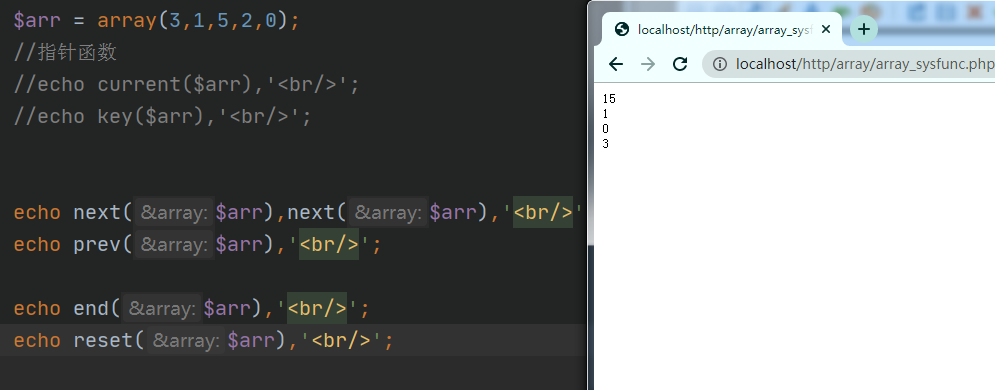 $arr = array(3,1,5,2,0);
//指针函数
//echo current($arr),'<br/>';
//echo key($arr),'<br/>';
echo next( &array: $arr),next( &array: $arr),'<br/>'
echo prev( &array: $arr),'<br/>';
echo end( &array: $arr),'<br/>';
echo reset( &array: $arr),'<br/>';
localhost/http/array/array_sysf
localhost/http/array/array_sysfunc.php
15
1
0
3